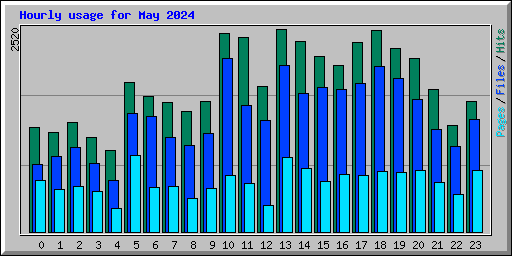 Hourly usage for May 2024
2520
Pages/Files/Hits
0 1 2 3 4 5 6 7 8 9 10 11 12 13 14 15 16 17 18 19 20 21 22 23